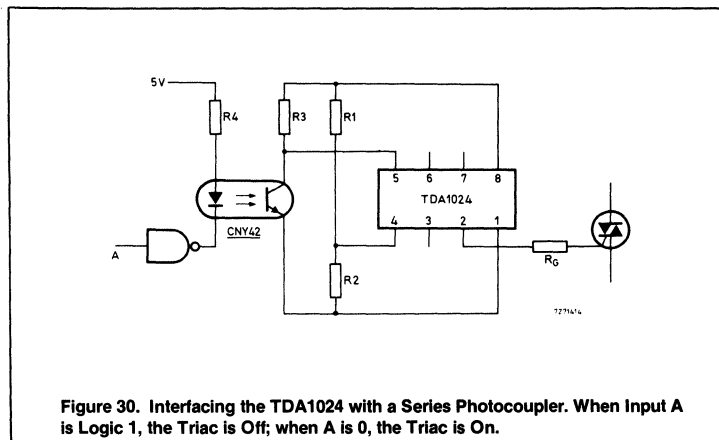 5V
R4
R3
R1
5 6 7 8
TDA1024
4 3 2 1
CNY42
A
R2
RG
7271414
Figure 30. Interfacing the TDA1024 with a Series Photocoupler. When Input A
is Logic 1, the Triac is Off; when A is 0, the Triac is On.